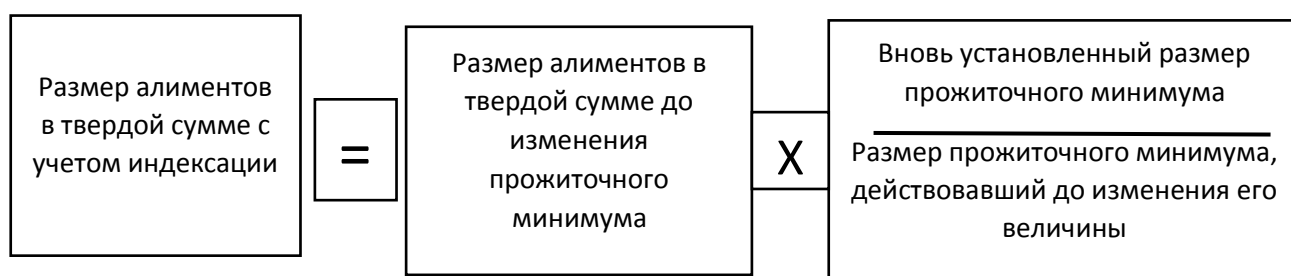 Размер алиментов
в твердой сумме с
учетом индексации
=
Размер алиментов в
твердой сумме до
изменения
прожиточного
минимума
X
Вновь установленный размер
прожиточного минимума
Размер прожиточного минимума,
действовавший до изменения его
величины